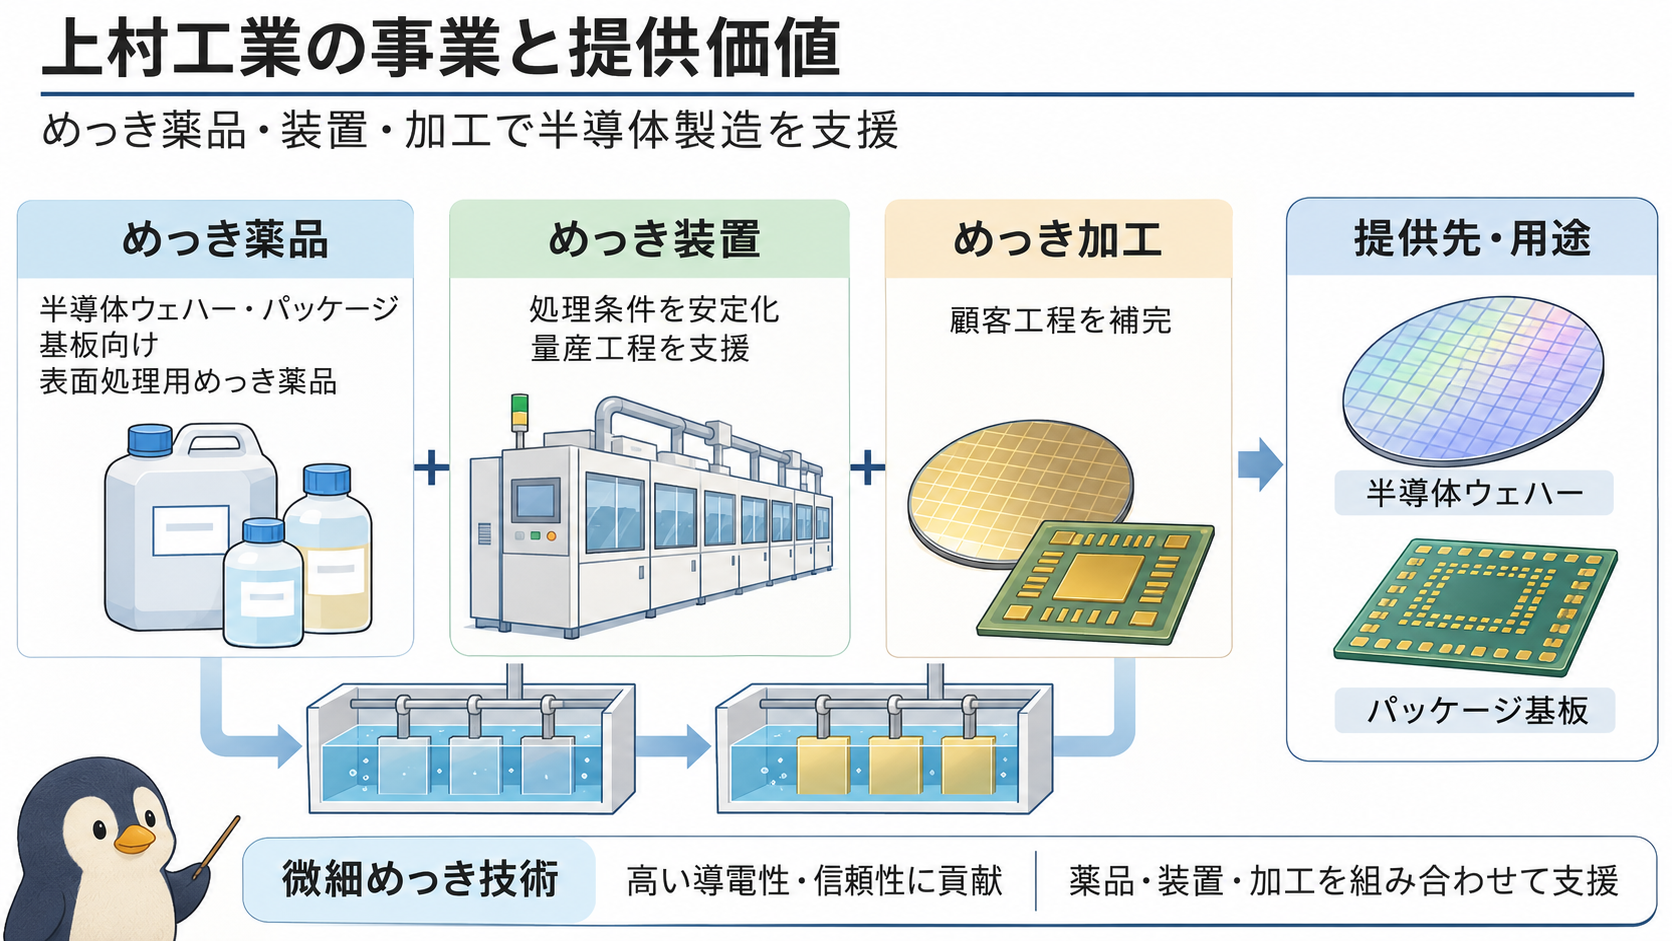 上村工業の事業と提供価値
めっき薬品・装置・加工で半導体製造を支援
めっき薬品
半導体ウェハー・パッケージ
基板向け
表面処理用めっき薬品
+
めっき装置
処理条件を安定化
量産工程を支援
+
めっき加工
顧客工程を補完
提供先・用途
半導体ウェハー
パッケージ基板
微細めっき技術
高い導電性・信頼性に貢献
薬品・装置・加工を組み合わせて支援